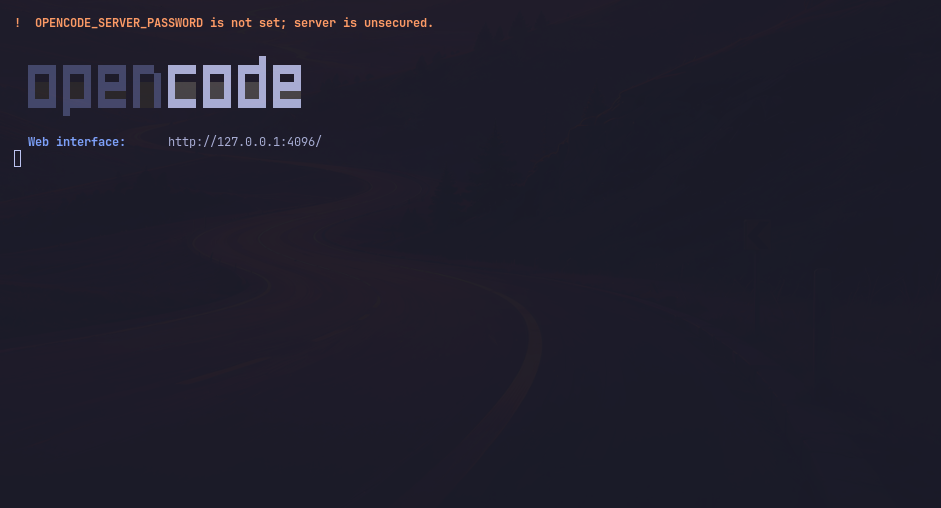 ! OPENCODE_SERVER_PASSWORD is not set; server is unsecured.
opencode
Web interface: http://127.0.0.1:4096/